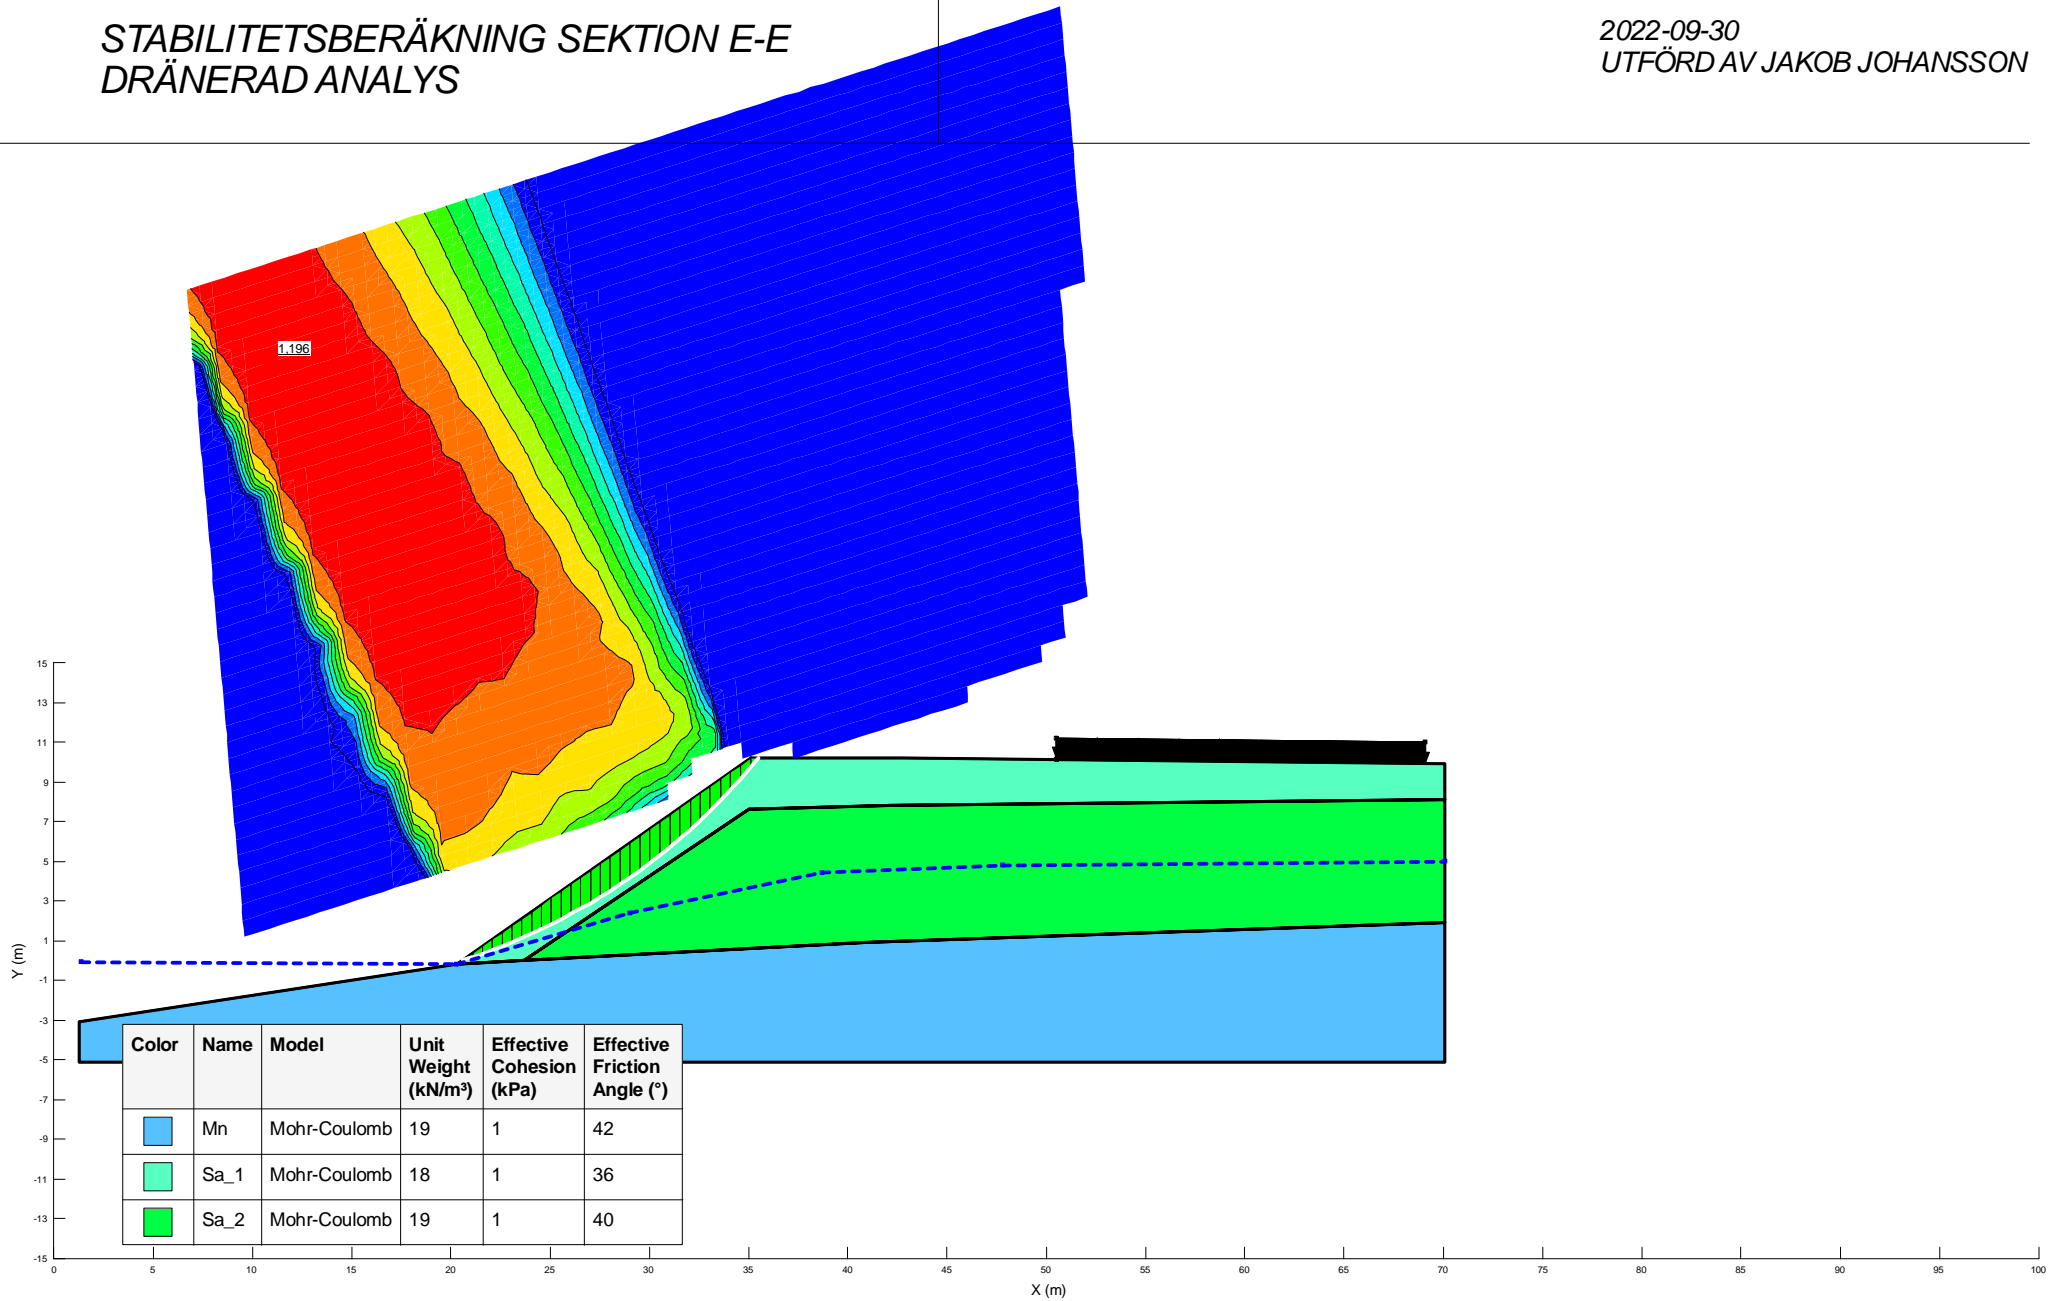 STABILITETSBERÄKNING SEKTION E-E
DRÄNERAD ANALYS
2022-09-30
UTFÖRD AV JAKOB JOHANSSON
1,196
15
13
11
9
7
5
3
1
-1
-3
-5
-7
-9
-11
-13
-15
Y (m)
Color Name Model Unit Weight (kN/m³) Effective Cohesion (kPa) Effective Friction Angle (°)
Mn Mohr-Coulomb 19 1 42
Sa_1 Mohr-Coulomb 18 1 36
Sa_2 Mohr-Coulomb 19 1 40
0 5 10 15 20 25 30 35 40 45 50 55 60 65 70 75 80 85 90 95 100
X (m)